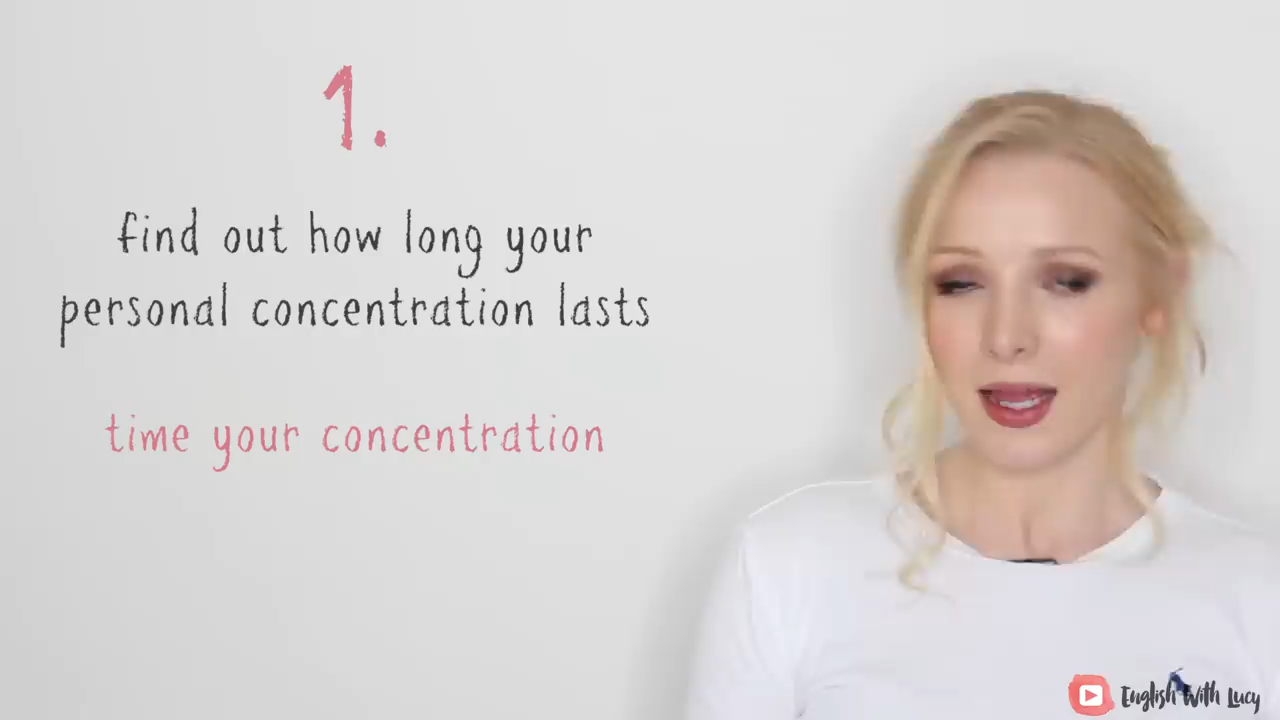 1.
find out how long your
personal concentration lasts
time your concentration
English With Lucy